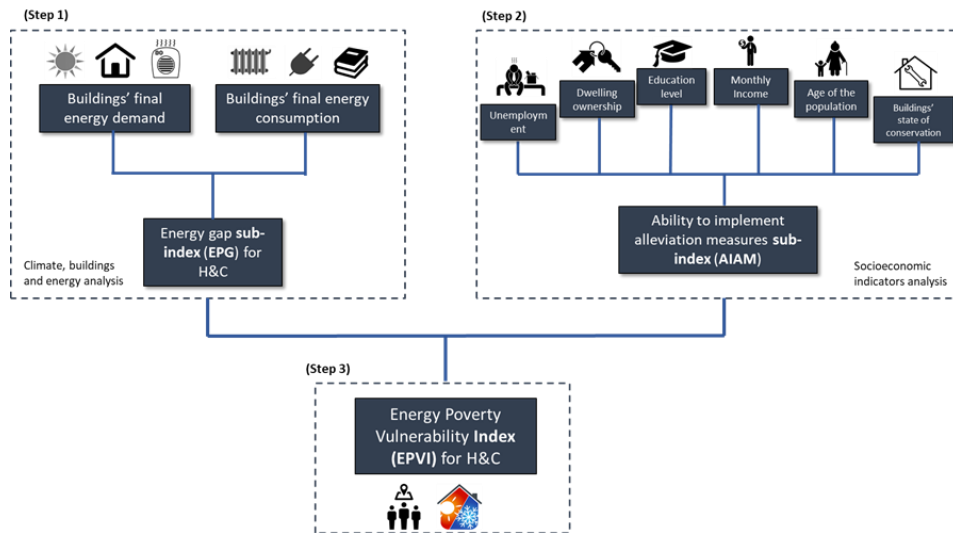 (Step 1)
Buildings’ final
energy demand
Buildings’ final energy
consumption
Energy gap sub-
index (EPG) for
H&C
Climate, buildings
and energy analysis
(Step 2)
Unemploym
ent
Dwelling
ownership
Education
level
Monthly
Income
Age of the
population
Buildings’
state of
conservation
Ability to implement
alleviation measures sub-
index (AIAM)
Socioeconomic
indicators analysis
(Step 3)
Energy Poverty
Vulnerability Index
(EPVI) for H&C